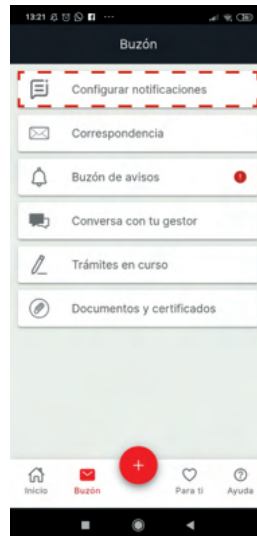 13:21
Buzón
Configurar notificaciones
Correspondencia
Buzón de avisos
Conversa con tu gestor
Trámites en curso
Documentos y certificados
Inicio Buzón Para ti Ayuda